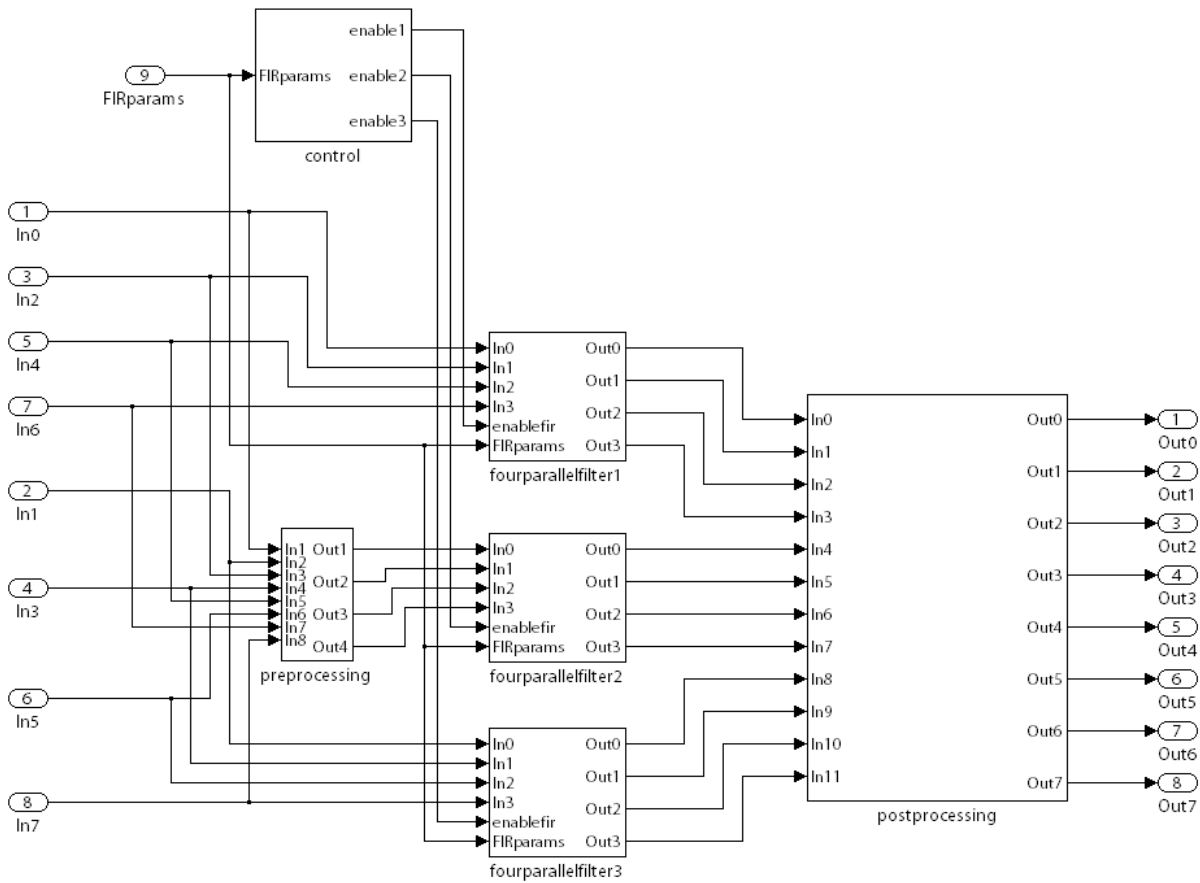 enable1
9
FIRparams
enable2
FIRparams
enable3
control
1
In0
3
In2
5
In4
7
In6
2
In1
4
In3
6
In5
8
In7
In0
In1
In2
In3
enablefir
FIRparams
Out0
Out1
Out2
Out3
fourparallelfilter1
In1
In2
In3
In4
In5
In6
In7
In8
Out1
Out2
Out3
Out4
preprocessing
In0
In1
In2
In3
enablefir
FIRparams
Out0
Out1
Out2
Out3
fourparallelfilter2
In0
In1
In2
In3
enablefir
FIRparams
Out0
Out1
Out2
Out3
fourparallelfilter3
In0
In1
In2
In3
In4
In5
In6
In7
In8
In9
In10
In11
Out0
Out1
Out2
Out3
Out4
Out5
Out6
Out7
postprocessing
1
Out0
2
Out1
3
Out2
4
Out3
5
Out4
6
Out5
7
Out6
8
Out7